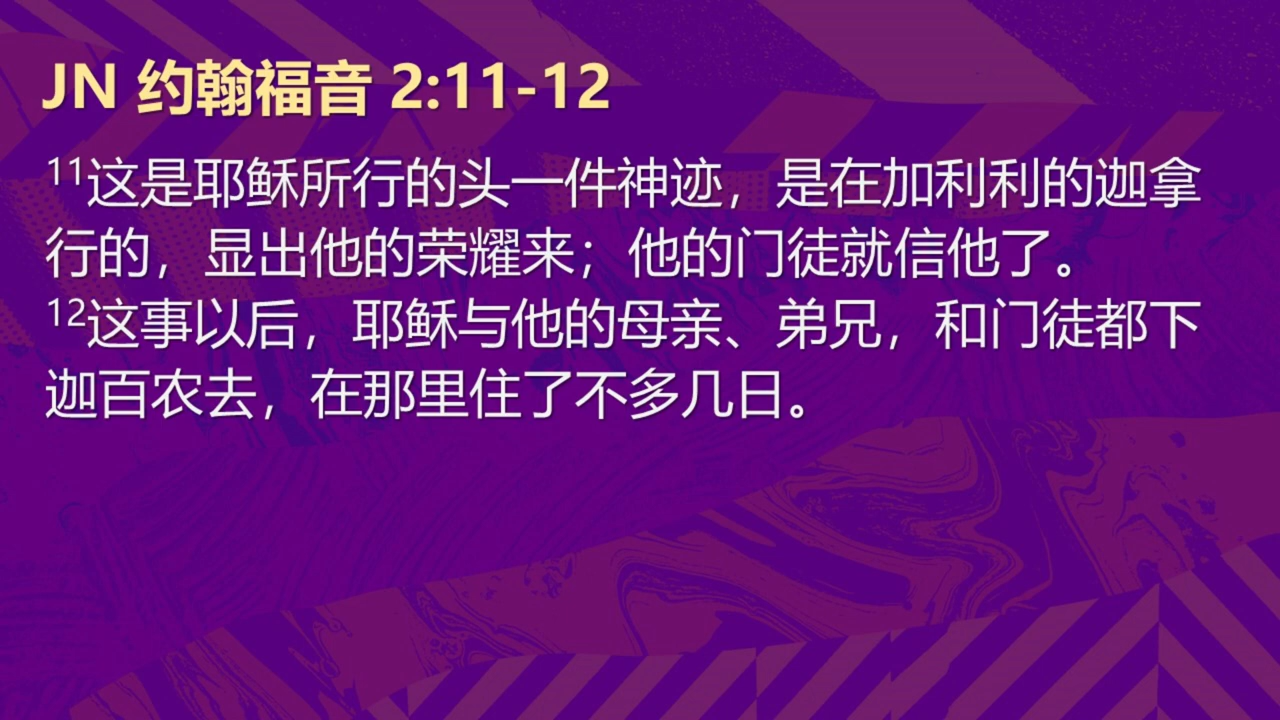 JN 约翰福音 2:11-12
11这是耶稣所行的头一件神迹，是在加利利的迦拿
行的，显出他的荣耀来；他的门徒就信他了。
12这事以后，耶稣与他的母亲、弟兄，和门徒都下
迦百农去，在那里住了不多几日。